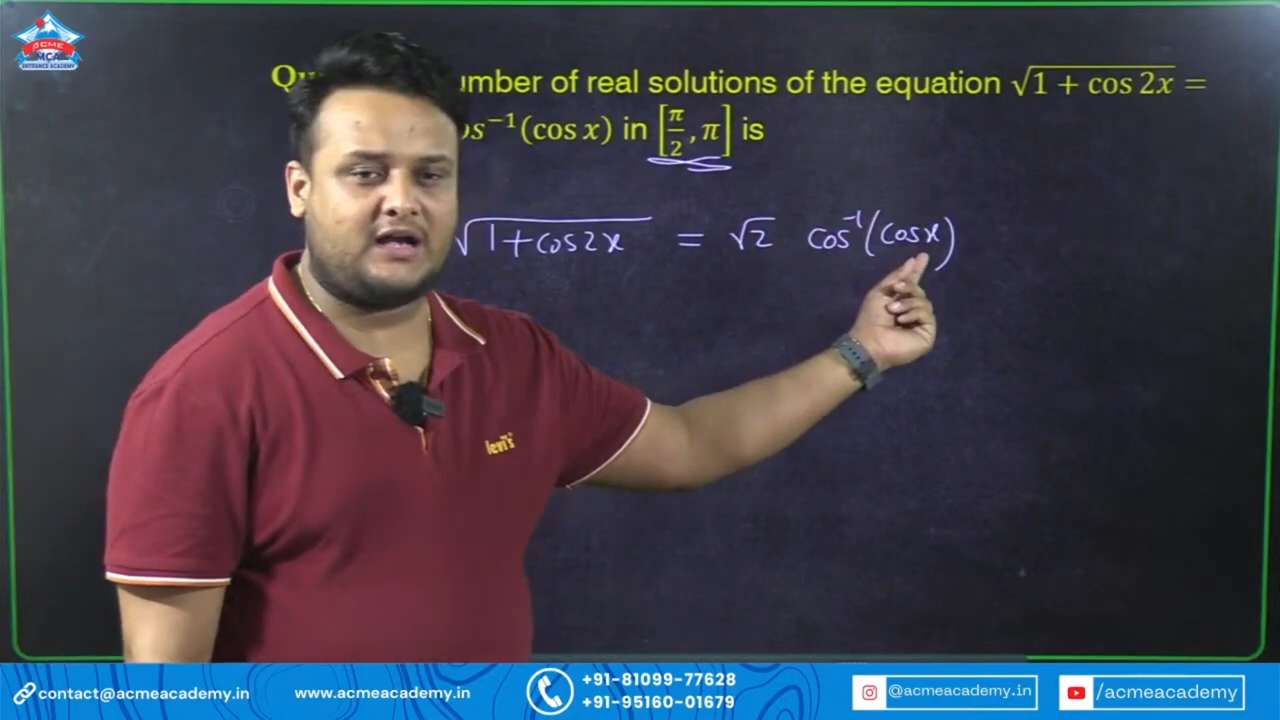 ACME
MCA
ENTRANCE ACADEMY
umber of real solutions of the equation √1 + cos 2x =
os⁻¹(cos x) in [π/2, π] is
√1+cos2x = √2 cos⁻¹(cosx)
levi's
contact@acmeacademy.in www.acmeacademy.in +91-81099-77628
+91-95160-01679
@acmeacademy.in /acmeacademy